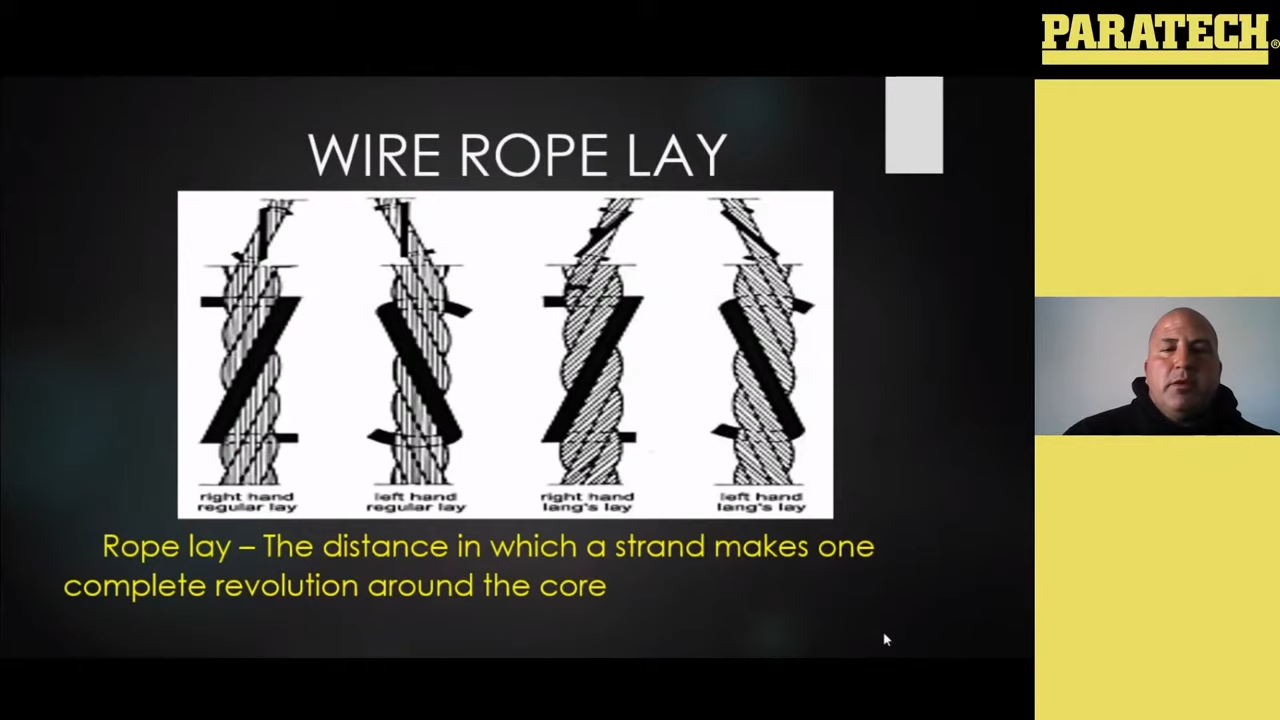 PARATECH®
WIRE ROPE LAY
right hand regular lay
left hand regular lay
right hand lang's lay
left hand lang's lay
Rope lay – The distance in which a strand makes one
complete revolution around the core